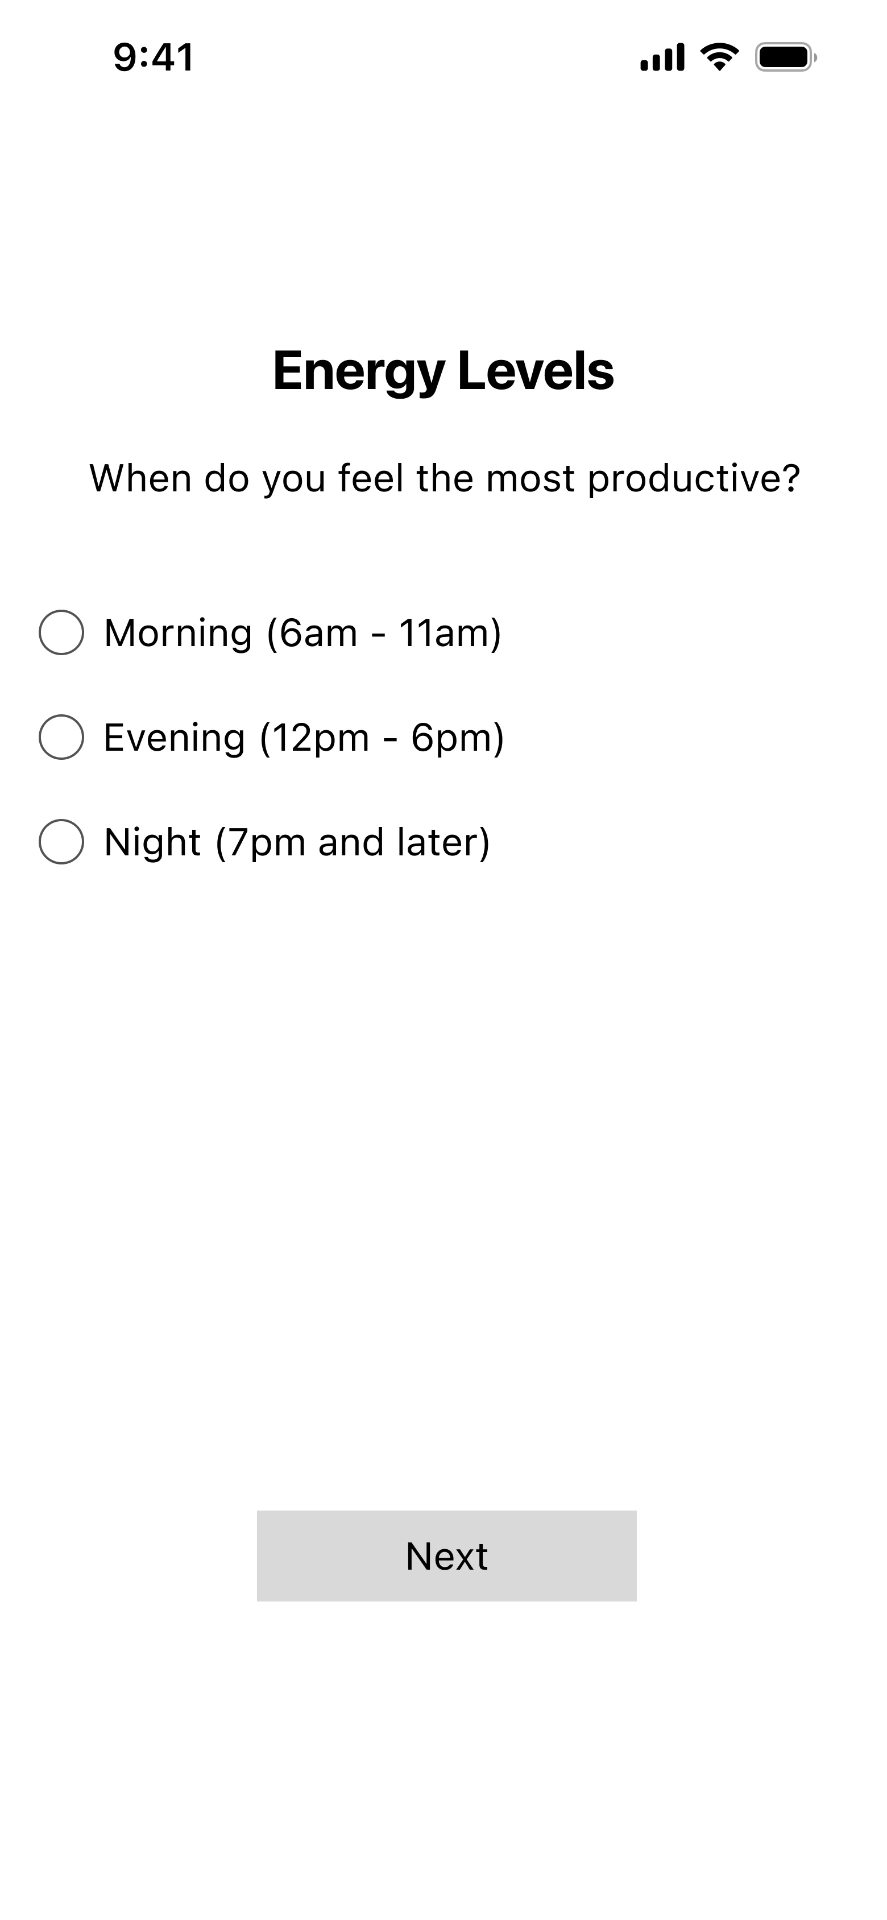 9:41
Energy Levels
When do you feel the most productive?
Morning (6am - 11am)
Evening (12pm - 6pm)
Night (7pm and later)
Next